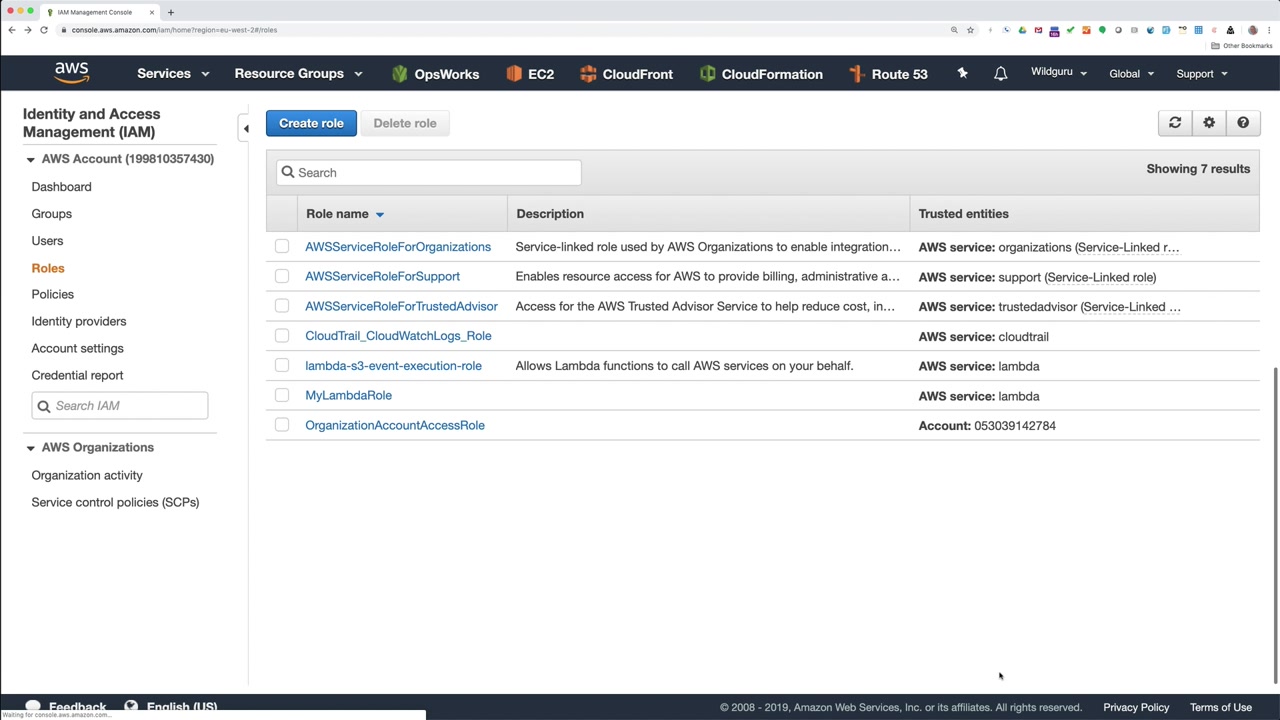 IAM Management Console
console.aws.amazon.com/iam/home?region=eu-west-2#/roles
Other Bookmarks
aws
Services
Resource Groups
OpsWorks
EC2
CloudFront
CloudFormation
Route 53
Wildguru
Global
Support
Identity and Access
Management (IAM)
AWS Account (199810357430)
Dashboard
Groups
Users
Roles
Policies
Identity providers
Account settings
Credential report
Search IAM
AWS Organizations
Organization activity
Service control policies (SCPs)
Create role
Delete role
Search
Showing 7 results
Role name Description Trusted entities
AWSServiceRoleForOrganizations Service-linked role used by AWS Organizations to enable integration… AWS service: organizations (Service-Linked r…
AWSServiceRoleForSupport Enables resource access for AWS to provide billing, administrative a… AWS service: support (Service-Linked role)
AWSServiceRoleForTrustedAdvisor Access for the AWS Trusted Advisor Service to help reduce cost, in… AWS service: trustedadvisor (Service-Linked …
CloudTrail_CloudWatchLogs_Role AWS service: cloudtrail
lambda-s3-event-execution-role Allows Lambda functions to call AWS services on your behalf. AWS service: lambda
MyLambdaRole AWS service: lambda
OrganizationAccountAccessRole Account: 053039142784
Feedback
English (US)
© 2008 - 2019, Amazon Web Services, Inc. or its affiliates. All rights reserved.
Privacy Policy
Terms of Use
Waiting for console.aws.amazon.com...